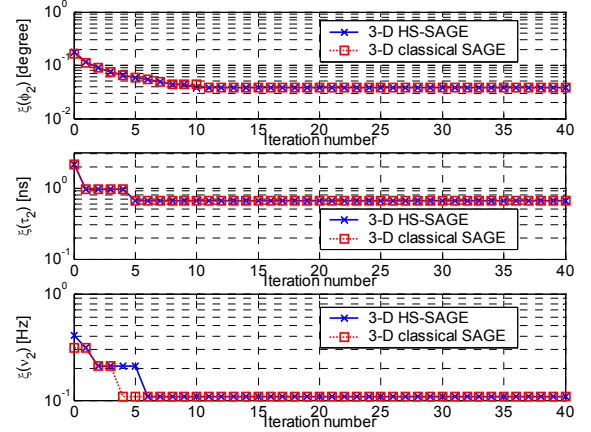 10^0
10^-1
10^-2
ξ(ϕ2) [degree]
3-D HS-SAGE
3-D classical SAGE
0 5 10 15 20 25 30 35 40
Iteration number
10^0
10^-1
ξ(τ2) [ns]
3-D HS-SAGE
3-D classical SAGE
0 5 10 15 20 25 30 35 40
Iteration number
10^0
10^-1
ξ(ν2) [Hz]
3-D HS-SAGE
3-D classical SAGE
0 5 10 15 20 25 30 35 40
Iteration number